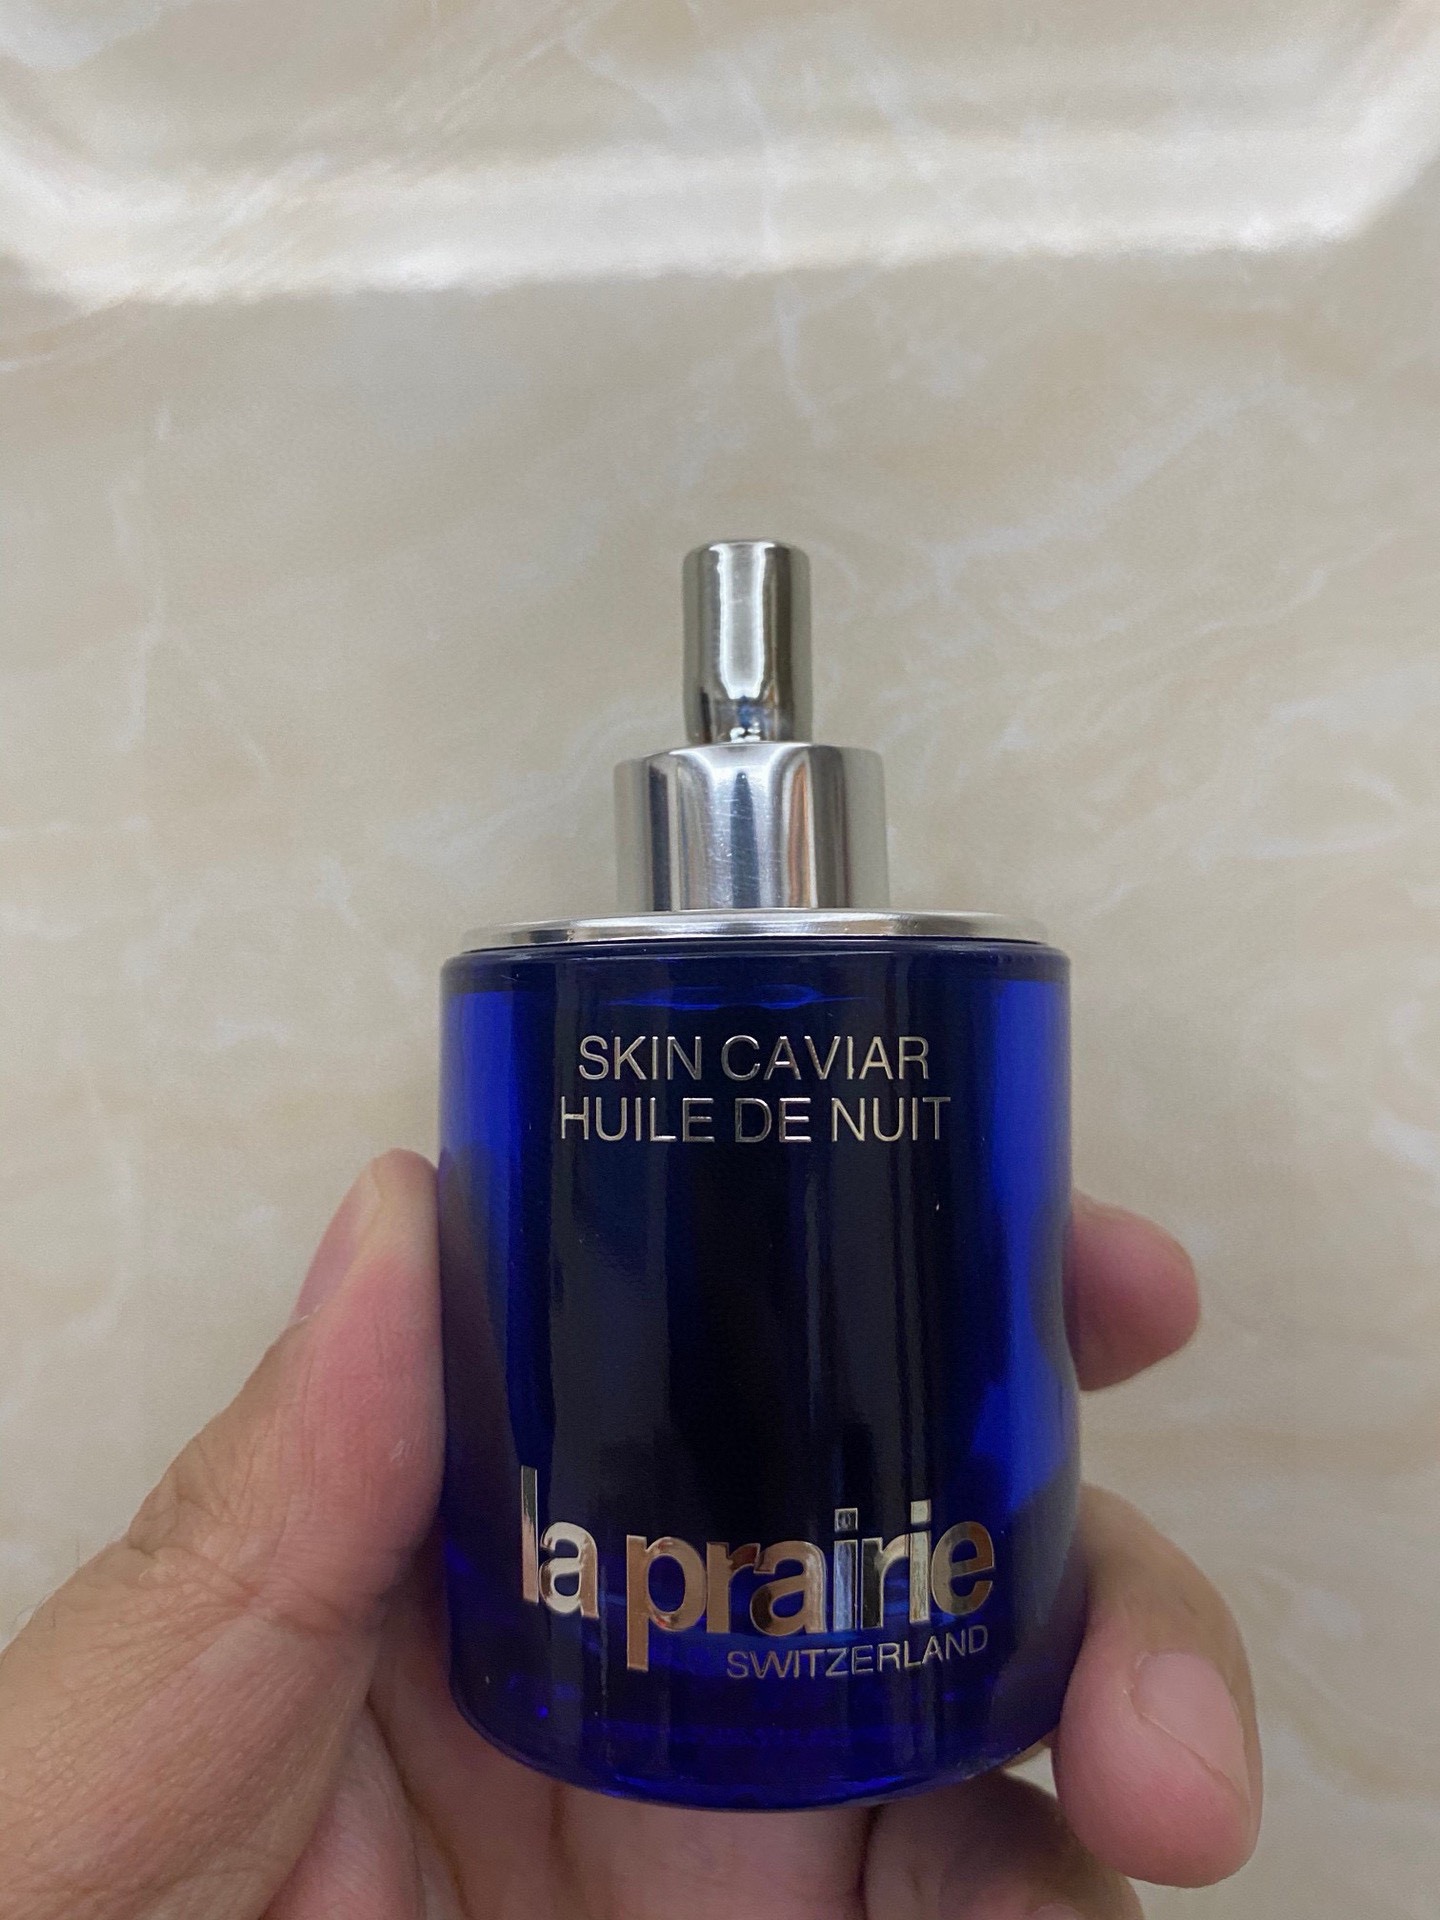 SKIN CAVIAR
HUILE DE NUIT
la prairie
SWITZERLAND